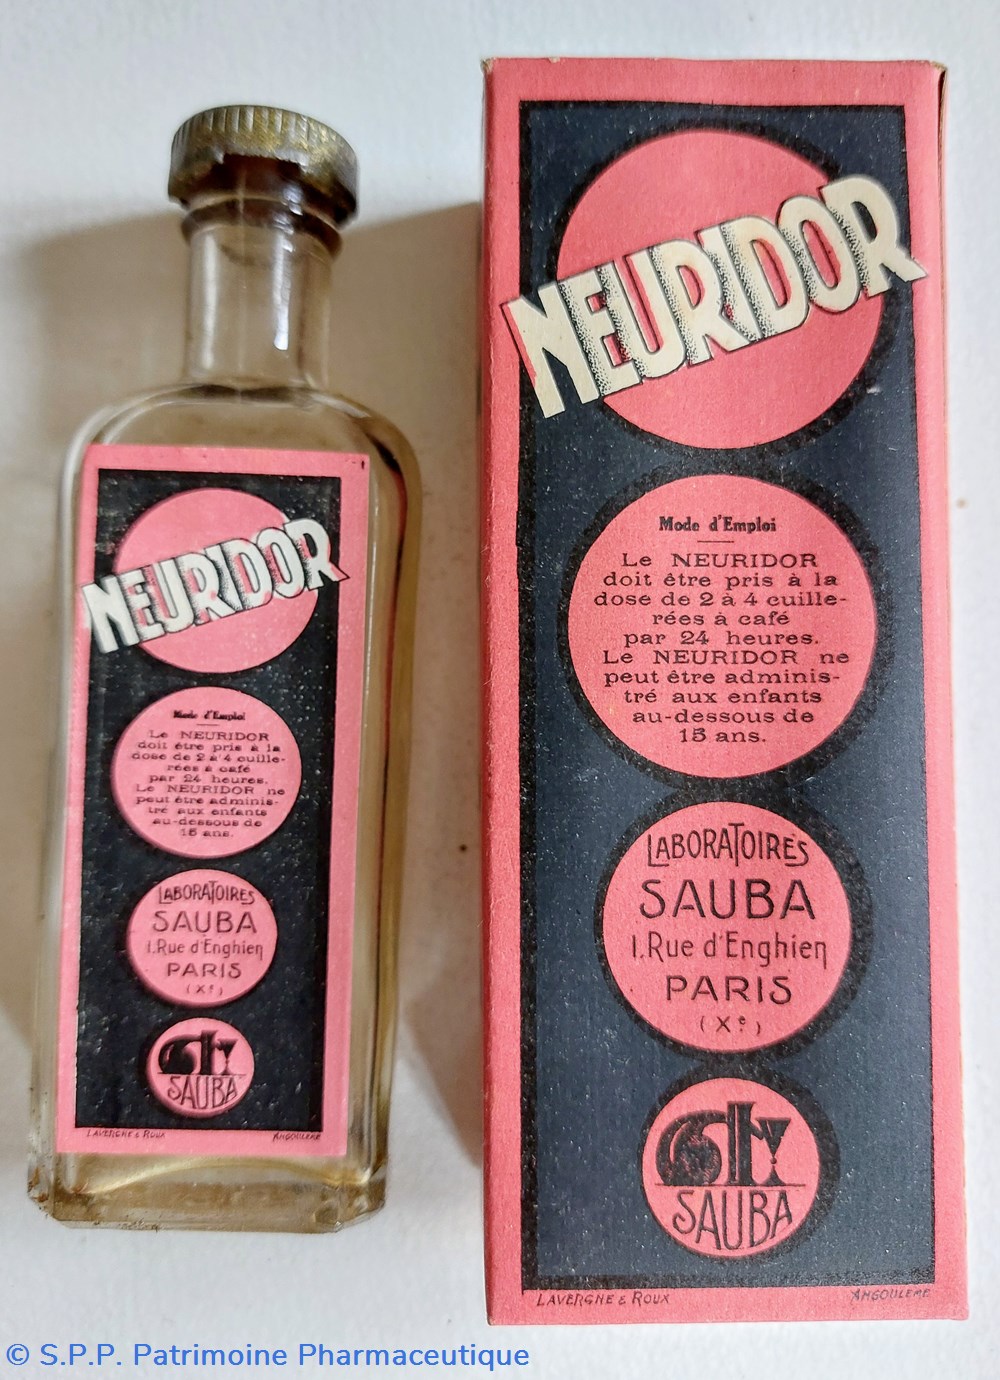 NEURIDOR
Mode d'Emploi
Le NEURIDOR
doit être pris à la
dose de 2 à 4 cuille-
rées à café
par 24 heures.
Le NEURIDOR ne
peut être adminis-
tré aux enfants
au-dessous de
15 ans.
LABORATOIRES
SAUBA
1. Rue d'Enghien
PARIS
(Xe)
SAUBA
LAVERGNE & ROUX
ANGOULEME
NEURIDOR
Mode d'Emploi
Le NEURIDOR
doit être pris à la
dose de 2 à 4 cuille-
rées à café
par 24 heures.
Le NEURIDOR ne
peut être adminis-
tré aux enfants
au-dessous de
15 ans.
LABORATOIRES
SAUBA
1. Rue d'Enghien
PARIS
(Xe)
SAUBA
LAVERGNE & ROUX
ANGOULEME
© S.P.P. Patrimoine Pharmaceutique